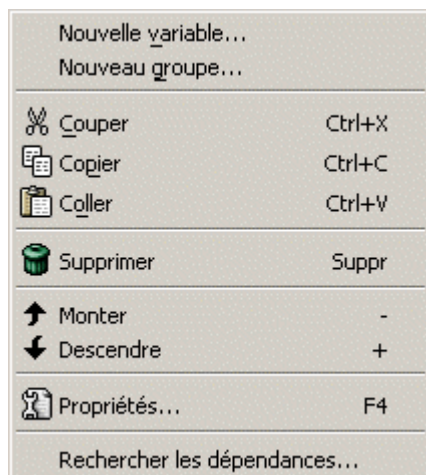 Nouvelle variable...
Nouveau groupe...
Couper Ctrl+X
Copier Ctrl+C
Coller Ctrl+V
Supprimer Suppr
Monter -
Descendre +
Propriétés... F4
Rechercher les dépendances...